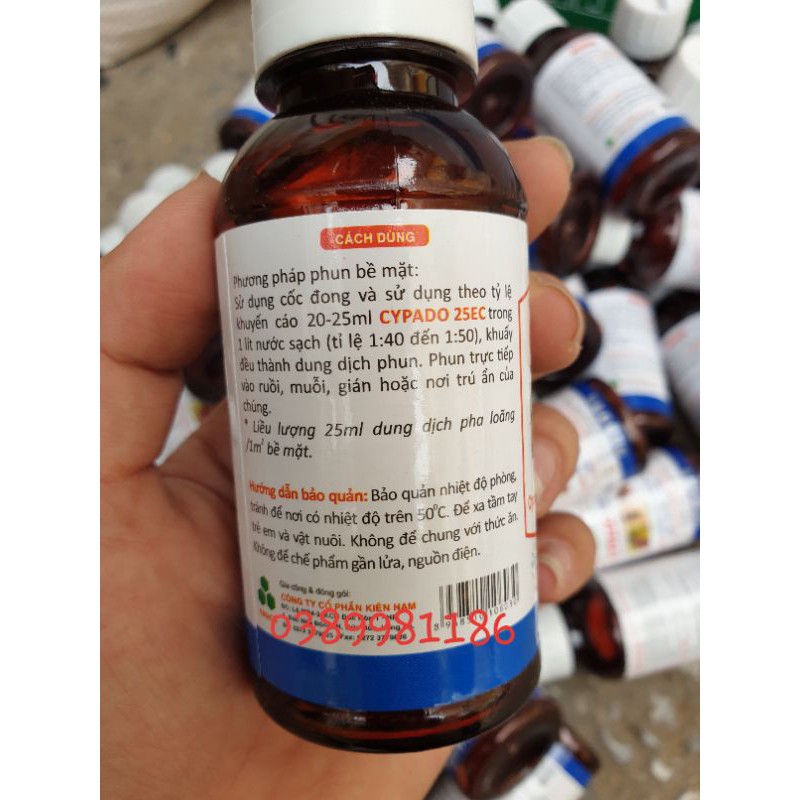 CÁCH DÙNG
Phương pháp phun bề mặt:
Sử dụng cốc đong và sử dụng theo tỷ lệ
khuyến cáo 20-25ml CYPADO 25EC trong
1 lít nước sạch (tỉ lệ 1:40 đến 1:50), khuấy
đều thành dung dịch phun. Phun trực tiếp
vào ruồi, muỗi, gián hoặc nơi trú ẩn của
chúng.
* Liều lượng 25ml dung dịch pha loãng
/1m² bề mặt.
Hướng dẫn bảo quản: Bảo quản nhiệt độ phòng,
tránh để nơi có nhiệt độ trên 50°C. Để xa tầm tay
trẻ em và vật nuôi. Không để chung với thức ăn.
Không để chế phẩm gần lửa, nguồn điện.
Gia công & đóng gói:
CÔNG TY CỔ PHẦN KIÊN NAM
0389981186